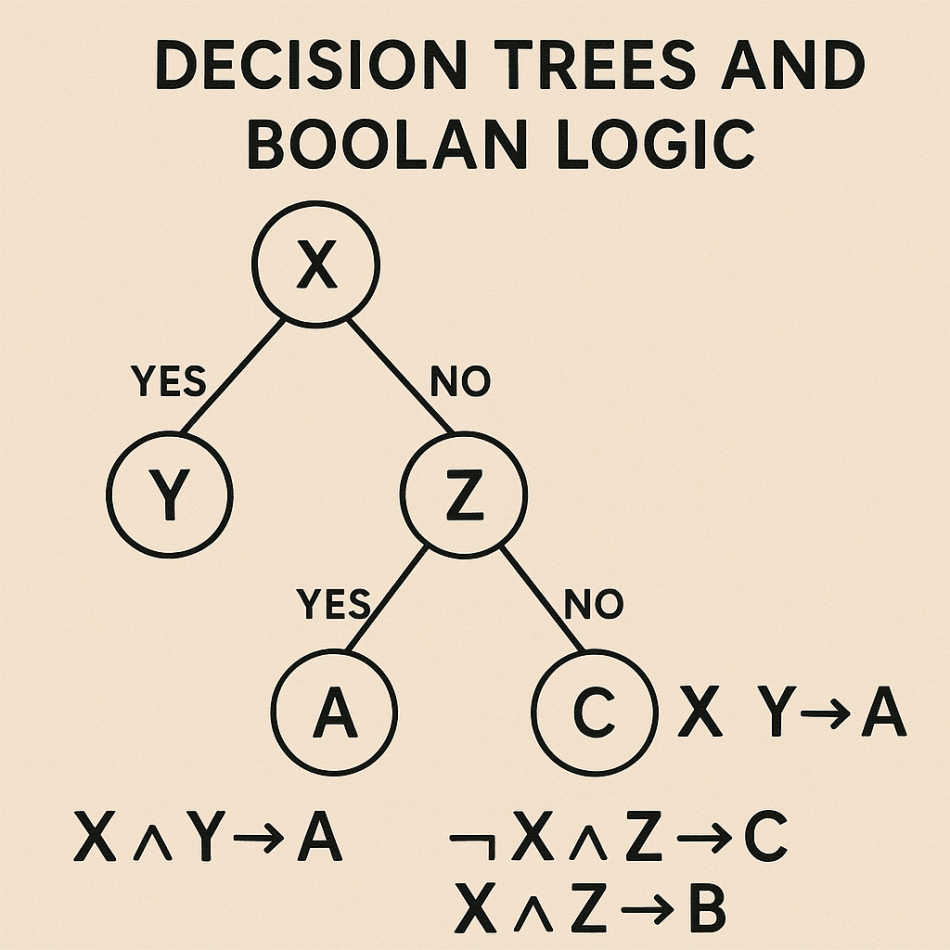 DECISION TREES AND
BOOLAN LOGIC
X
YES
NO
Y
Z
YES
NO
A
C
X Y→A
X∧Y→A
¬X∧Z→C
X∧Z→B